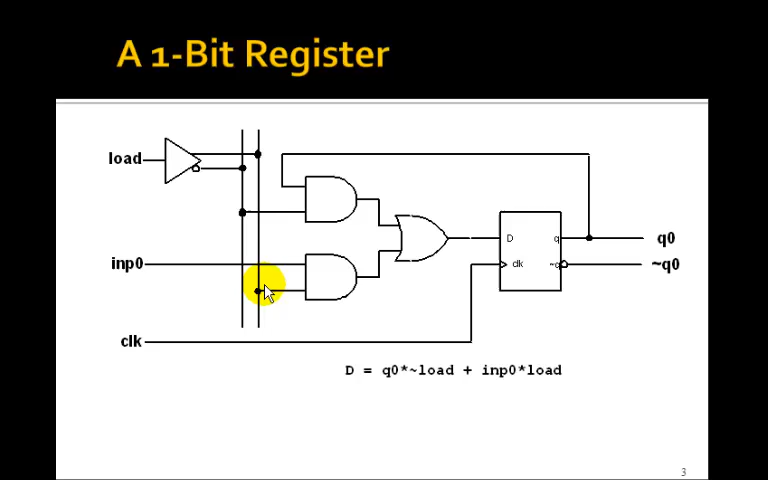 A 1-Bit Register
load
D q q0
inp0 clk ~q ~q0
clk
D = q0*~load + inp0*load
3